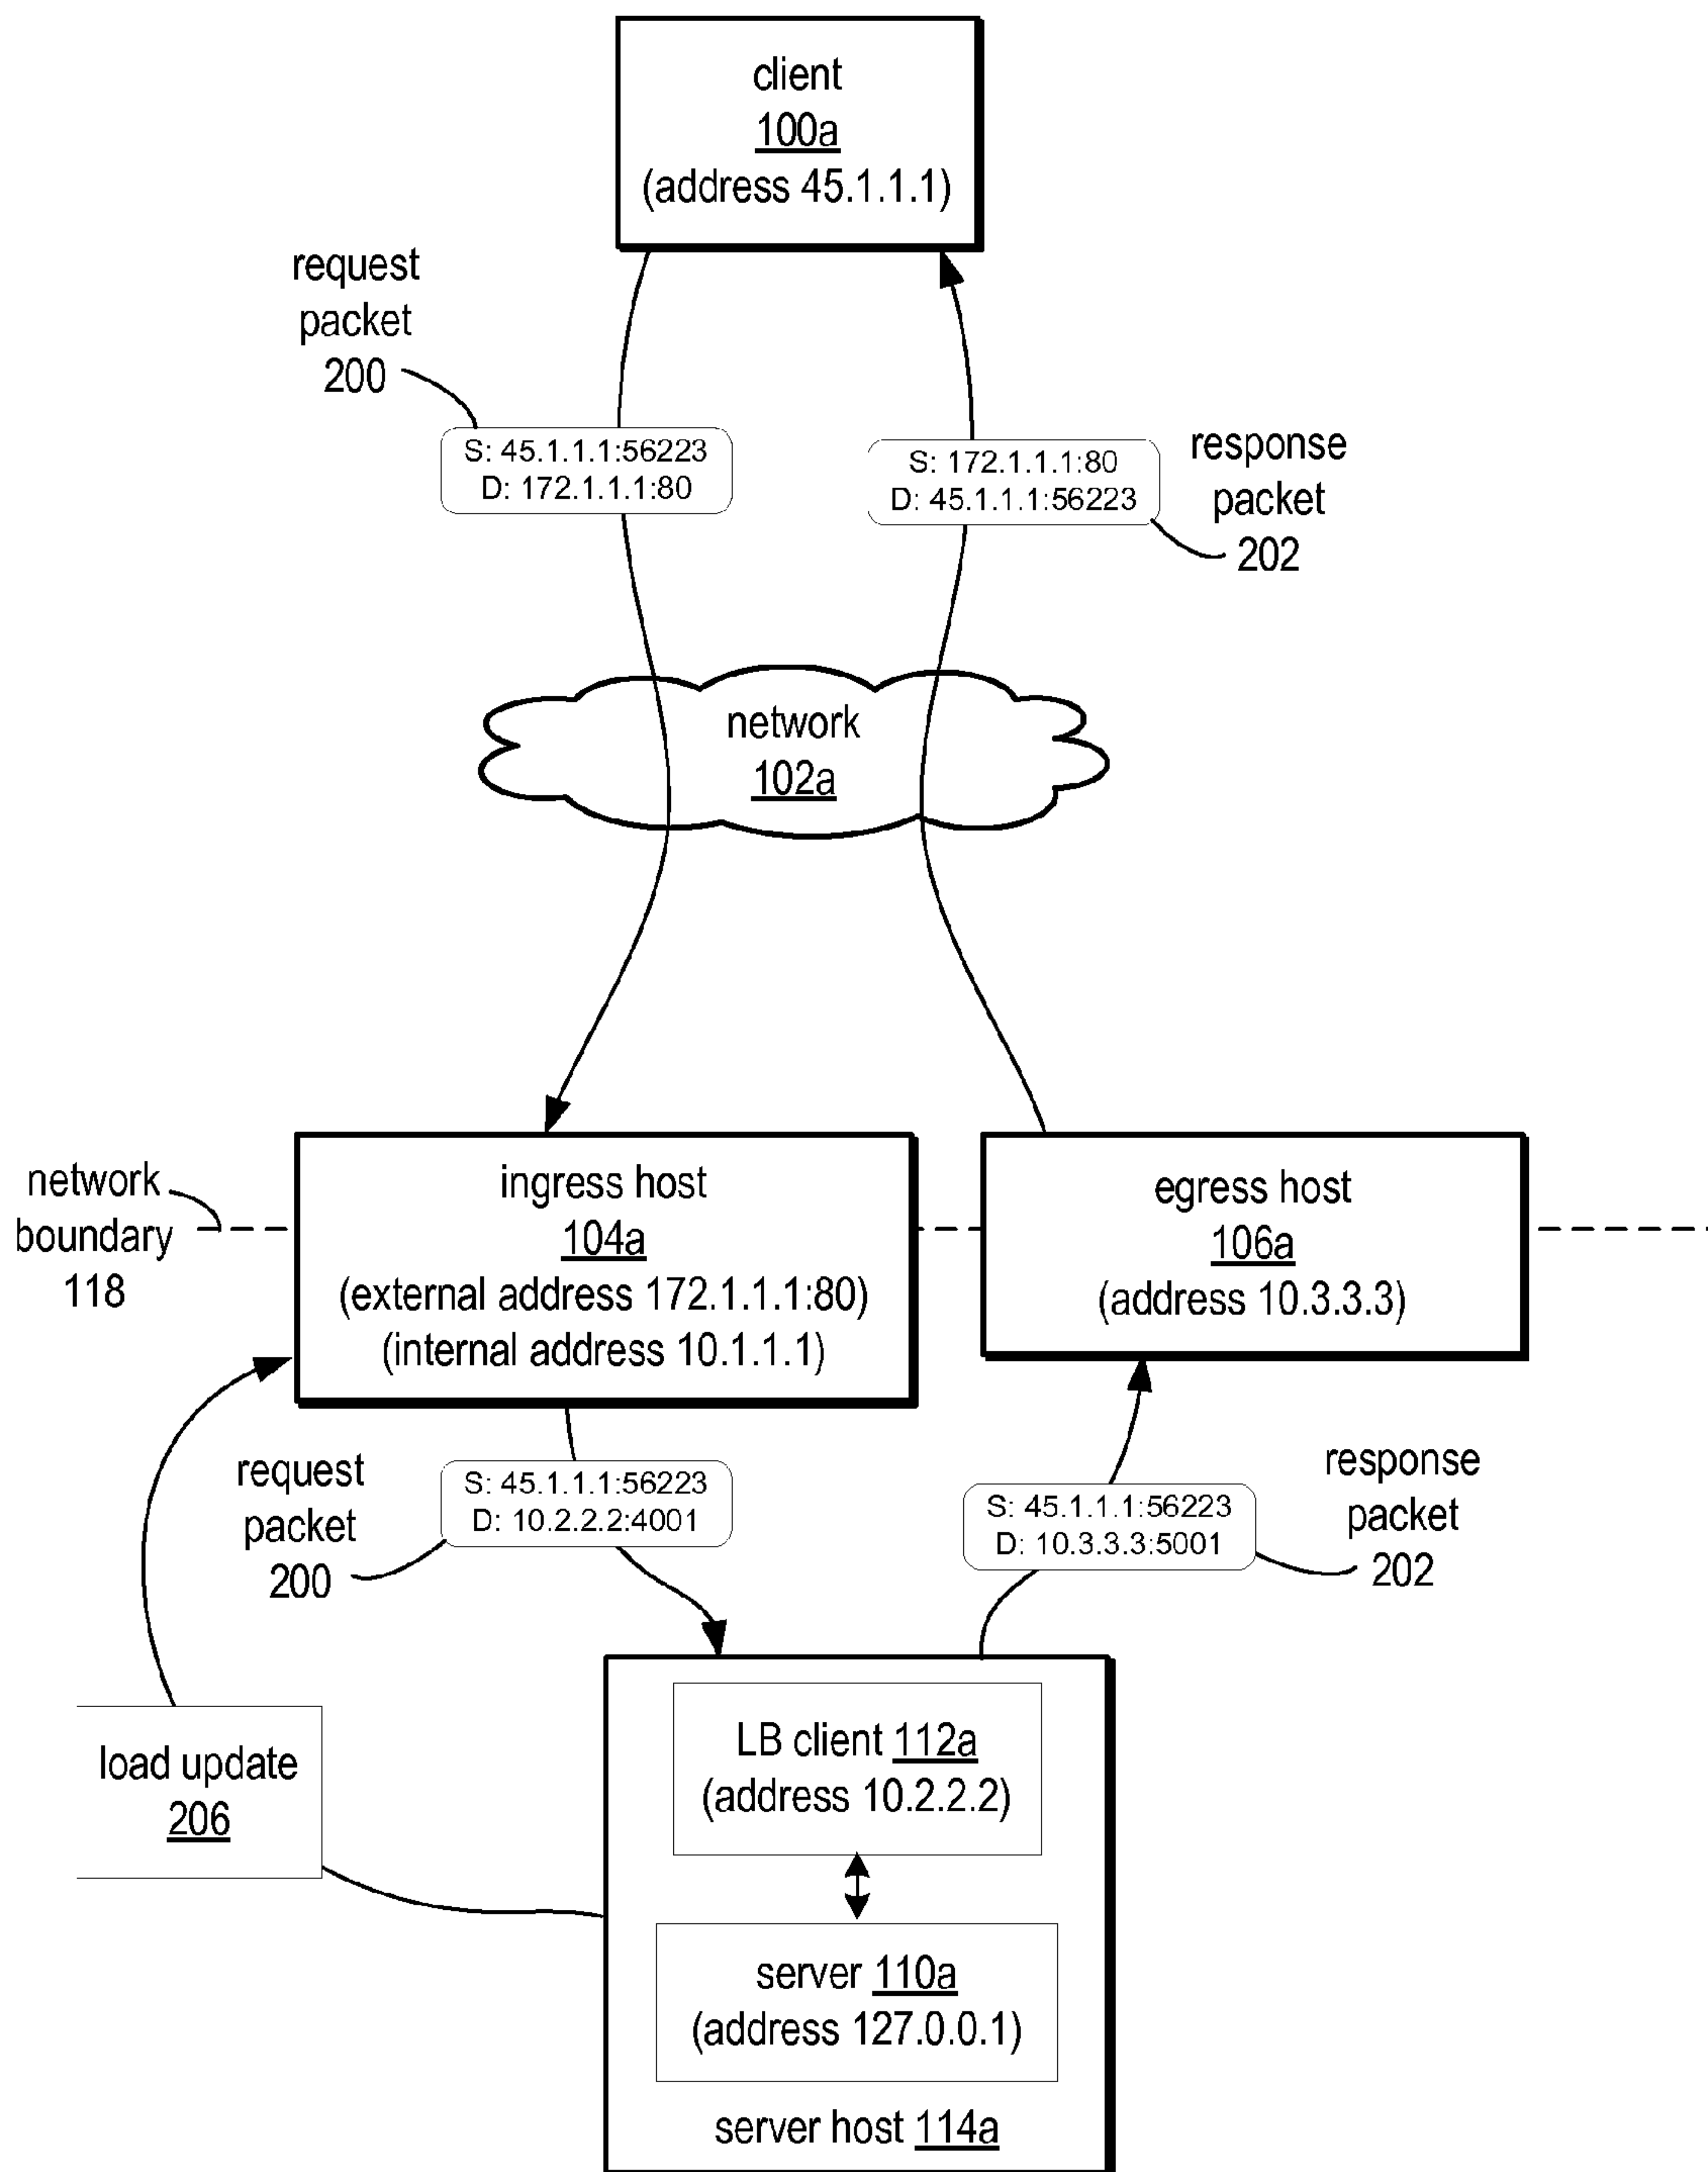 client
100a
(address 45.1.1.1)
request
packet
200
S: 45.1.1.1:56223
D: 172.1.1.1:80
S: 172.1.1.1:80
D: 45.1.1.1:56223
response
packet
202
network
102a
network
boundary
118
ingress host
104a
(external address 172.1.1.1:80)
(internal address 10.1.1.1)
egress host
106a
(address 10.3.3.3)
request
packet
200
S: 45.1.1.1:56223
D: 10.2.2.2:4001
S: 45.1.1.1:56223
D: 10.3.3.3:5001
response
packet
202
load update
206
LB client 112a
(address 10.2.2.2)
server 110a
(address 127.0.0.1)
server host 114a